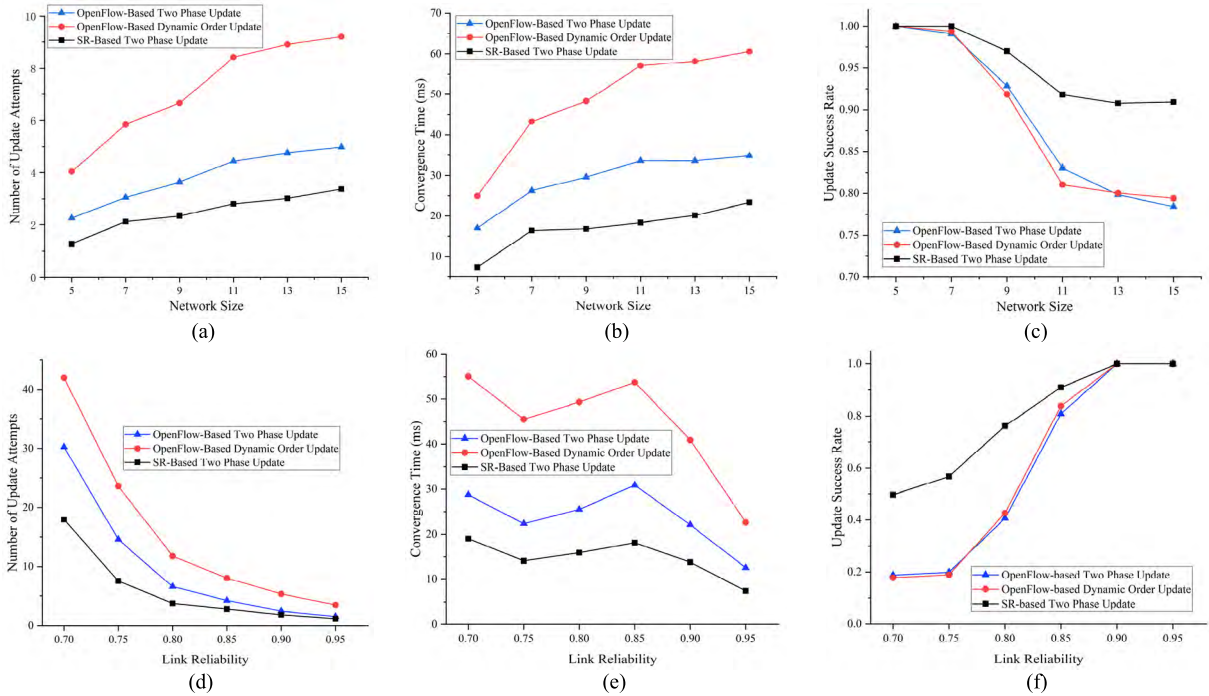 OpenFlow-Based Two Phase Update
OpenFlow-Based Dynamic Order Update
SR-Based Two Phase Update
Number of Update Attempts
10
8
6
4
2
0
5 7 9 11 13 15
Network Size
(a)
OpenFlow-Based Two Phase Update
OpenFlow-Based Dynamic Order Update
SR-Based Two Phase Update
Convergence Time (ms)
70
60
50
40
30
20
10
5 7 9 11 13 15
Network Size
(b)
Update Success Rate
1.00
0.95
0.90
0.85
0.80
0.75
0.70
OpenFlow-Based Two Phase Update
OpenFlow-Based Dynamic Order Update
SR-Based Two Phase Update
5 7 9 11 13 15
Network Size
(c)
Number of Update Attempts
40
30
20
10
0
OpenFlow-Based Two Phase Update
OpenFlow-Based Dynamic Order Update
SR-Based Two Phase Update
0.70 0.75 0.80 0.85 0.90 0.95
Link Reliability
(d)
Convergence Time (ms)
60
50
40
30
20
10
0
OpenFlow-Based Two Phase Update
OpenFlow-Based Dynamic Order Update
SR-Based Two Phase Update
0.70 0.75 0.80 0.85 0.90 0.95
Link Reliability
(e)
Update Success Rate
1.0
0.8
0.6
0.4
0.2
0.0
OpenFlow-based Two Phase Update
OpenFlow-based Dynamic Order Update
SR-based Two Phase Update
0.70 0.75 0.80 0.85 0.90 0.95
Link Reliability
(f)